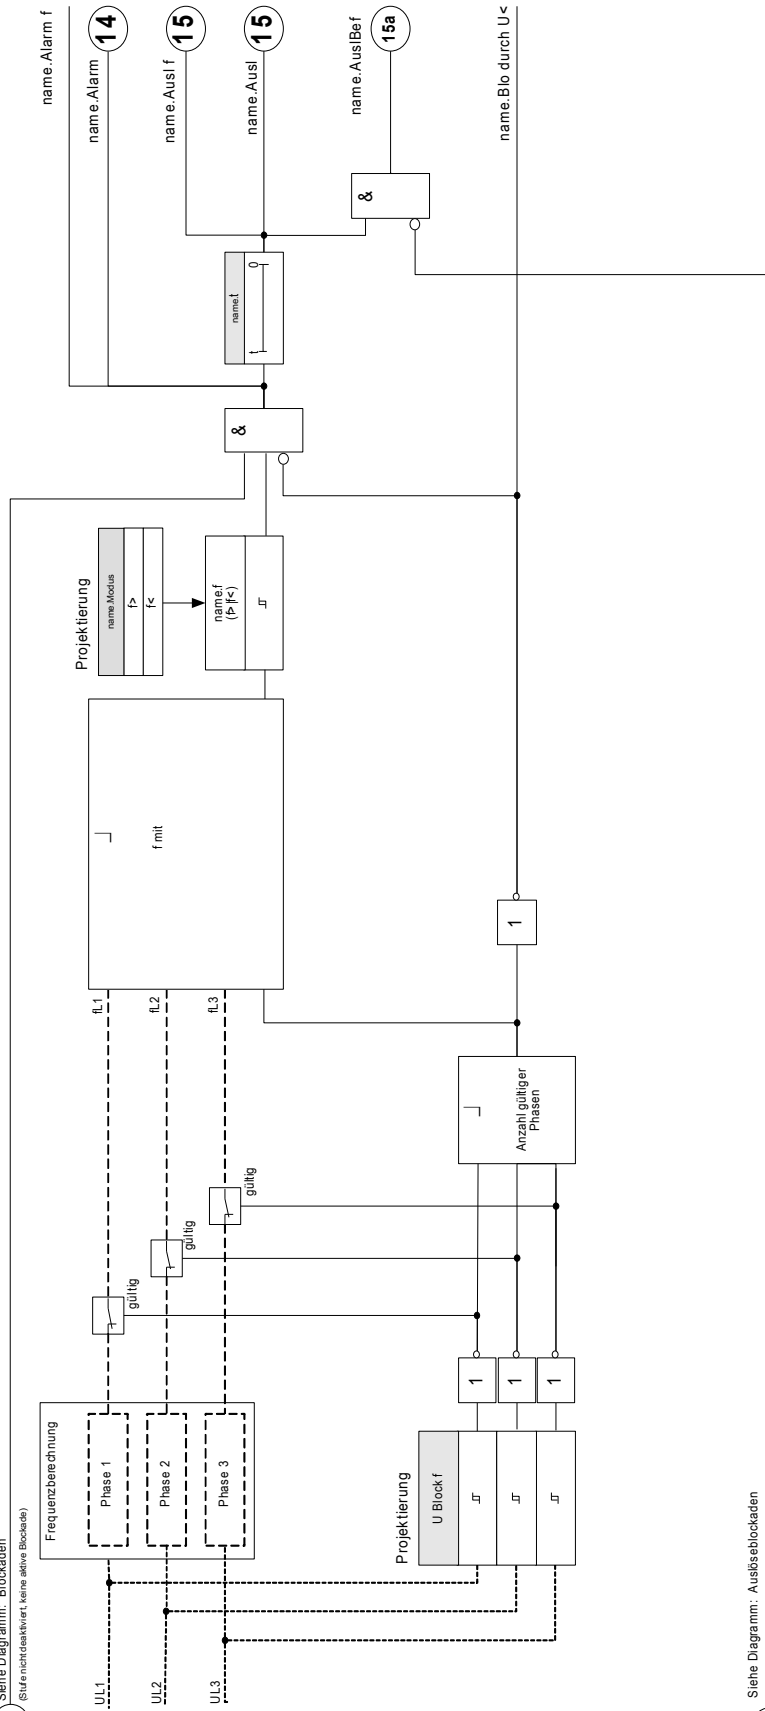 Siehe Diagramm: Blockaden
(Stufe nicht deaktiviert, keine aktive Blockade)
UL1
UL2
UL3
Frequenzberechnung
Phase 1
Phase 2
Phase 3
gültig
gültig
gültig
fL1
fL2
fL3
f mit
Projektierung
name.Modus
f>
f<
name.f
(f>|f<)
&
name.t
t
0
&
name.Alarm f
name.Alarm
14
name.Ausl f
15
name.Ausl
15
name.AuslBef
15a
name.Blo durch U<
Projektierung
U Block f
1
1
1
Anzahl gültiger
Phasen
1
Siehe Diagramm: Auslöseblockaden